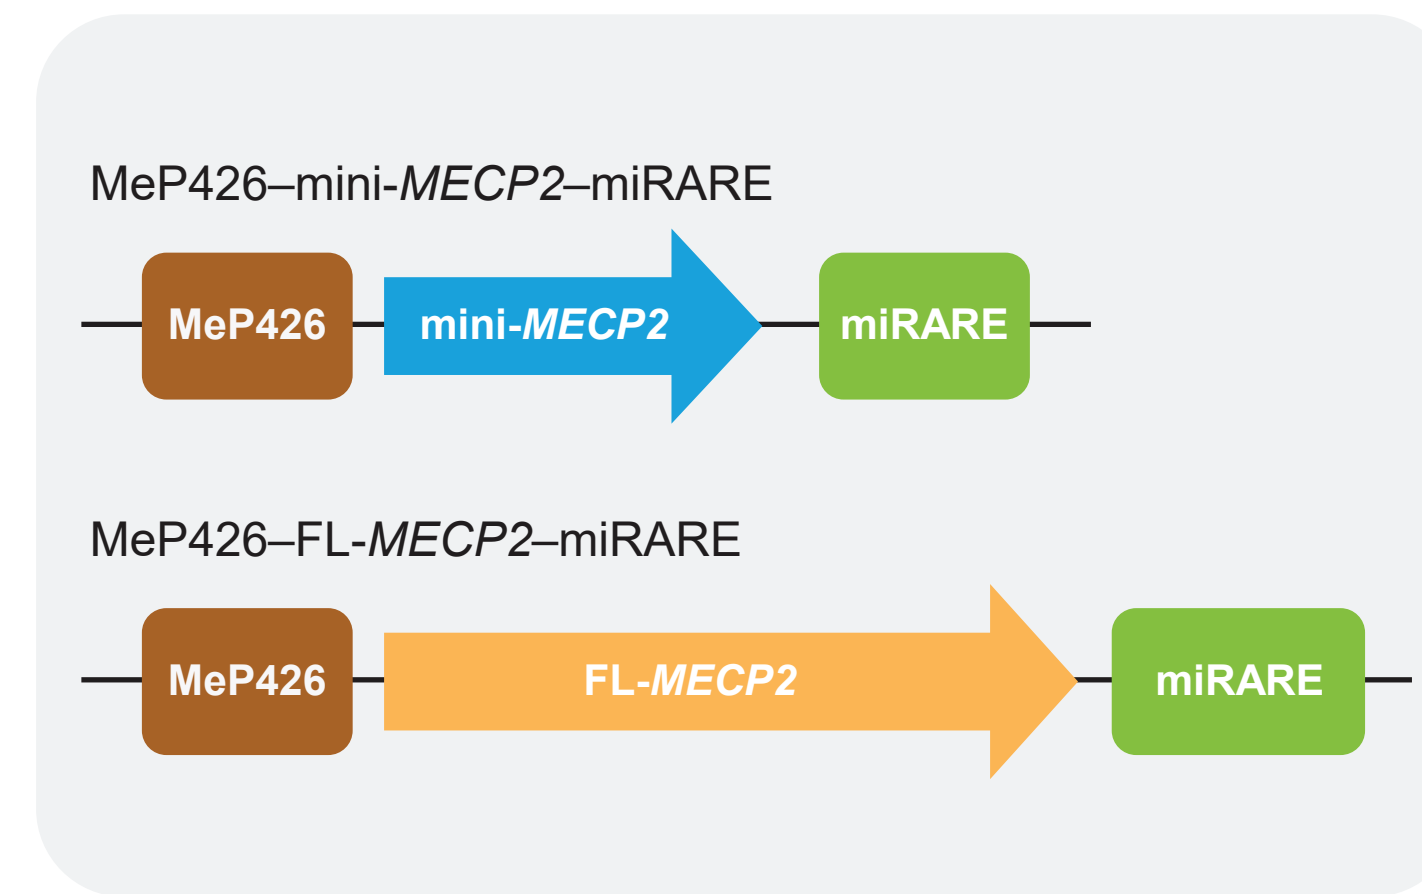 MeP426–mini-MECP2–miRARE
MeP426 mini-MECP2 miRARE
MeP426–FL-MECP2–miRARE
MeP426 FL-MECP2 miRARE